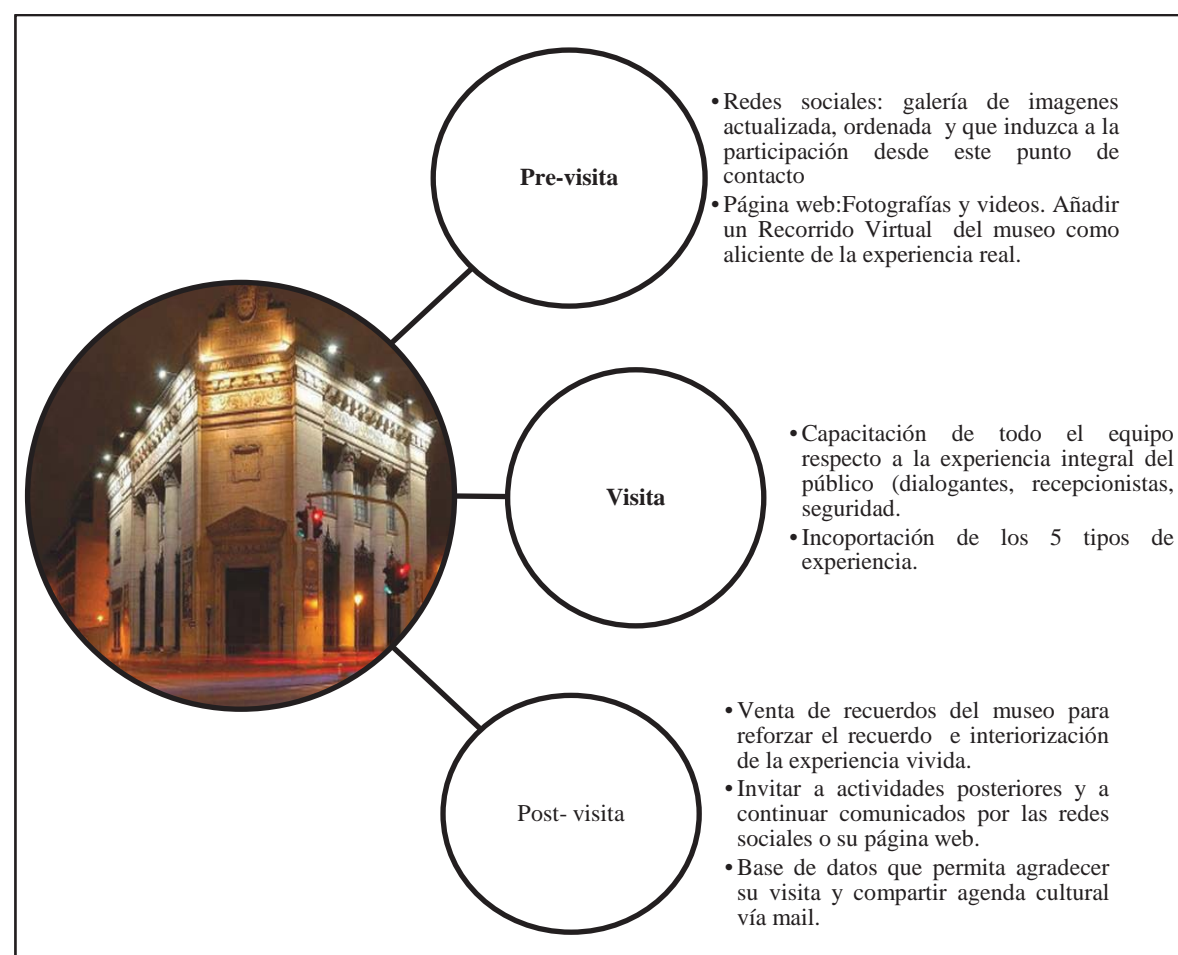 Pre-visita
• Redes sociales: galería de imagenes
actualizada, ordenada y que induzca a la
participación desde este punto de
contacto
• Página web:Fotografías y videos. Añadir
un Recorrido Virtual del museo como
aliciente de la experiencia real.
Visita
• Capacitación de todo el equipo
respecto a la experiencia integral del
público (dialogantes, recepcionistas,
seguridad.
• Incoportación de los 5 tipos de
experiencia.
Post- visita
• Venta de recuerdos del museo para
reforzar el recuerdo e interiorización
de la experiencia vivida.
• Invitar a actividades posteriores y a
continuar comunicados por las redes
sociales o su página web.
• Base de datos que permita agradecer
su visita y compartir agenda cultural
vía mail.